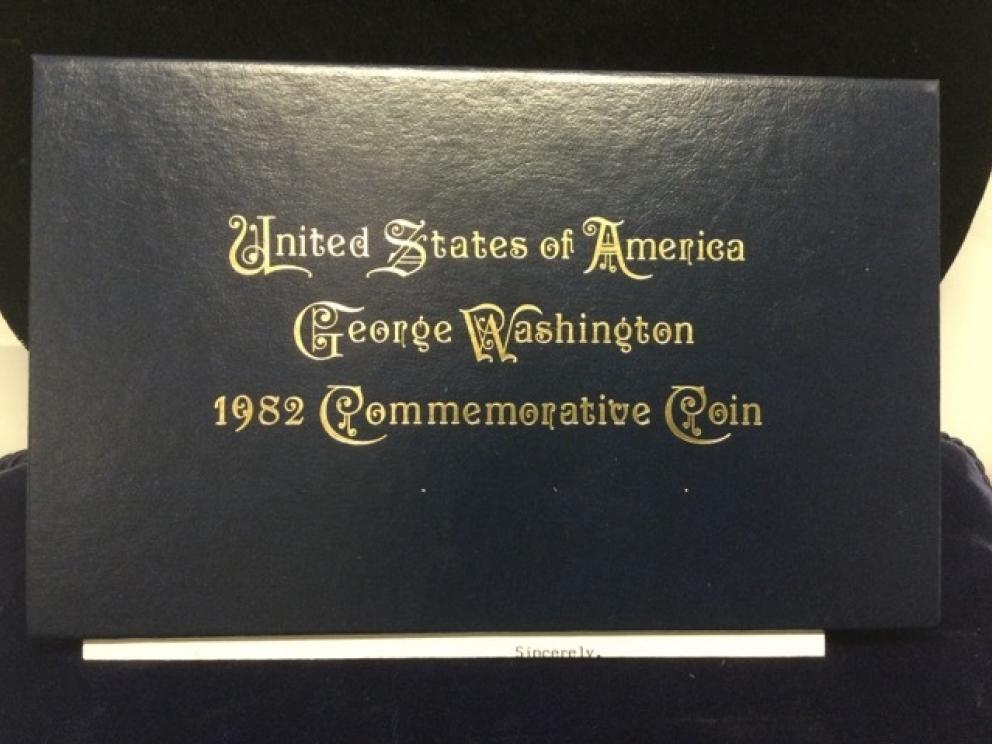 United States of America
George Washington
1982 Commemorative Coin
Sincerely,